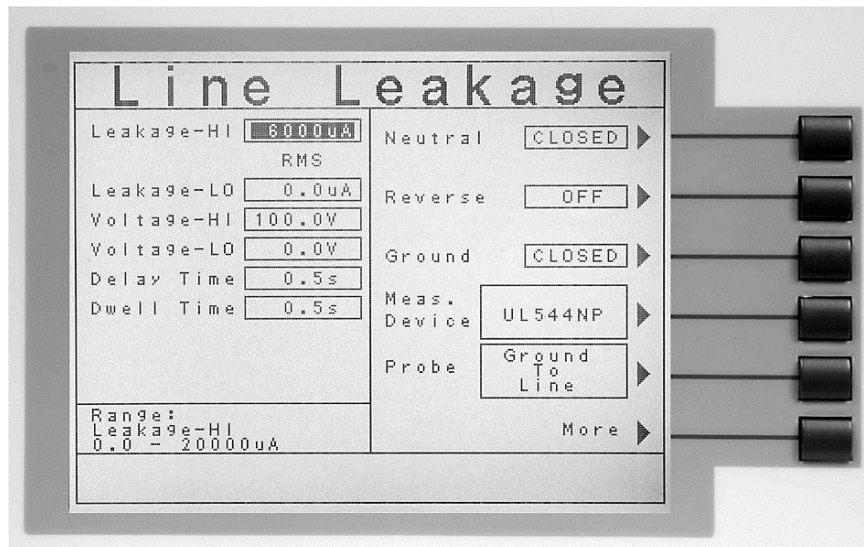 Line Leakage
Leakage-HI 6000uA
RMS
Leakage-LO 0.0uA
Voltage-HI 100.0V
Voltage-LO 0.0V
Delay Time 0.5s
Dwell Time 0.5s
Range:
Leakage-HI
0.0 - 20000uA
Neutral CLOSED
Reverse OFF
Ground CLOSED
Meas.
Device UL544NP
Probe Ground
To
Line
More